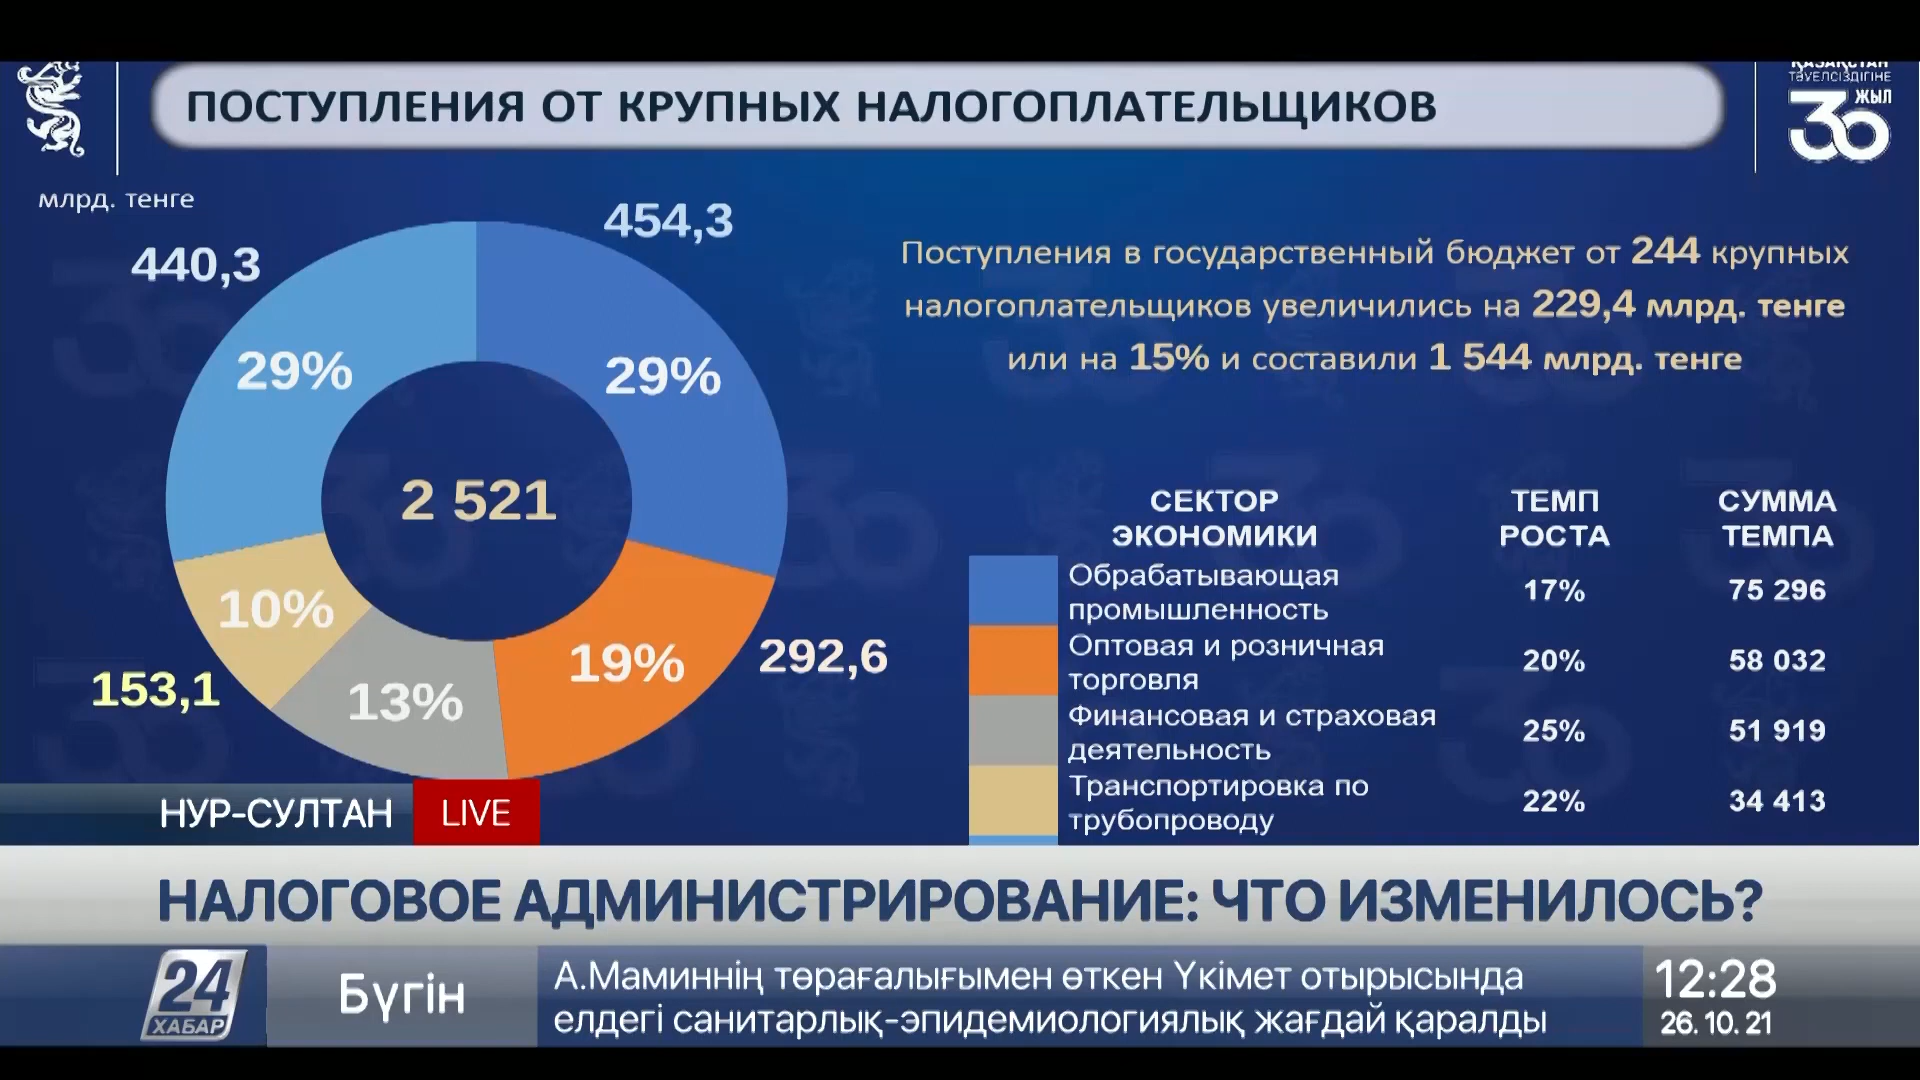 ПОСТУПЛЕНИЯ ОТ КРУПНЫХ НАЛОГОПЛАТЕЛЬЩИКОВ
ҚАЗАҚСТАН
ТӘУЕЛСІЗДІГІНЕ
30 ЖЫЛ
млрд. тенге
440,3
454,3
29%
29%
2 521
10%
19%
13%
153,1
292,6
Поступления в государственный бюджет от 244 крупных
налогоплательщиков увеличились на 229,4 млрд. тенге
или на 15% и составили 1 544 млрд. тенге
СЕКТОР ТЕМП СУММА
ЭКОНОМИКИ РОСТА ТЕМПА
Обрабатывающая
промышленность 17% 75 296
Оптовая и розничная
торговля 20% 58 032
Финансовая и страховая
деятельность 25% 51 919
Транспортировка по
трубопроводу 22% 34 413
НУР-СУЛТАН LIVE
НАЛОГОВОЕ АДМИНИСТРИРОВАНИЕ: ЧТО ИЗМЕНИЛОСЬ?
24
ХАБАР
Бүгін
А.Маминнің төрағалығымен өткен Үкімет отырысында
елдегі санитарлық-эпидемиологиялық жағдай қаралды
12:28
26. 10. 21